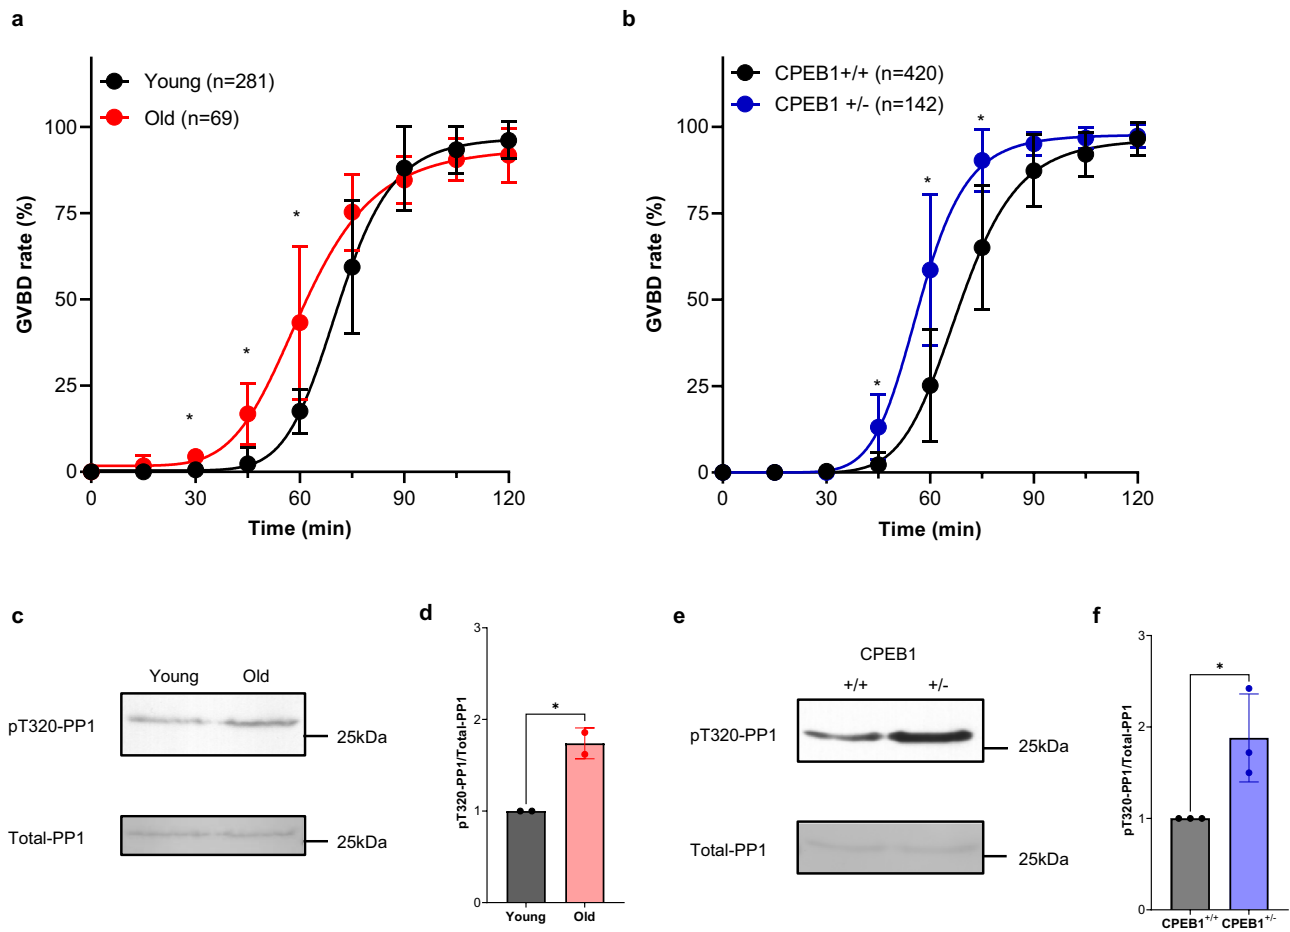 a
Young (n=281)
Old (n=69)
100
75
50
25
0
GVBD rate (%)
*
*
*
0 30 60 90 120
Time (min)
b
CPEB1+/+ (n=420)
CPEB1 +/- (n=142)
100
75
50
25
0
GVBD rate (%)
*
*
*
0 30 60 90 120
Time (min)
c
Young Old
pT320-PP1
25kDa
Total-PP1
25kDa
d
3
2
1
0
pT320-PP1/Total-PP1
*
Young Old
e
CPEB1
+/+ +/-
pT320-PP1
25kDa
Total-PP1
25kDa
f
3
2
1
0
pT320-PP1/Total-PP1
*
CPEB1+/+ CPEB1+/-